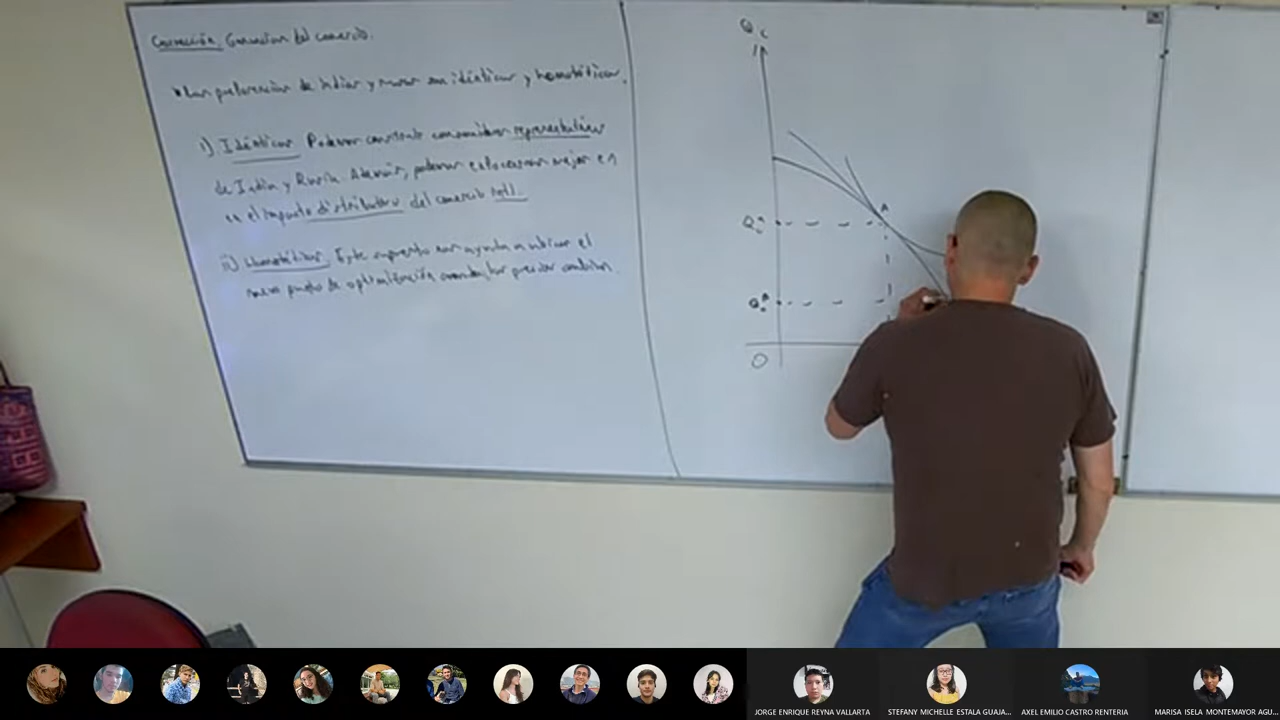 Corrección. Ganancias del comercio.
* Las preferencias de India y Rusia son idénticas y homotéticas.
i) Idénticas Podemos construir consumidores representativos
de India y Rusia. Además, podemos enfocarnos mejor en
en el impacto distributivo del comercio
ii) Homotéticas. Este supuesto nos ayuda a ubicar el
nuevo punto de optimización cuando los precios cambian.
Qc
A
O
JORGE ENRIQUE REYNA VALLARTA
STEFANY MICHELLE ESTALA GUAJA...
AXEL EMILIO CASTRO RENTERIA
MARISA ISELA MONTEMAYOR AGU...